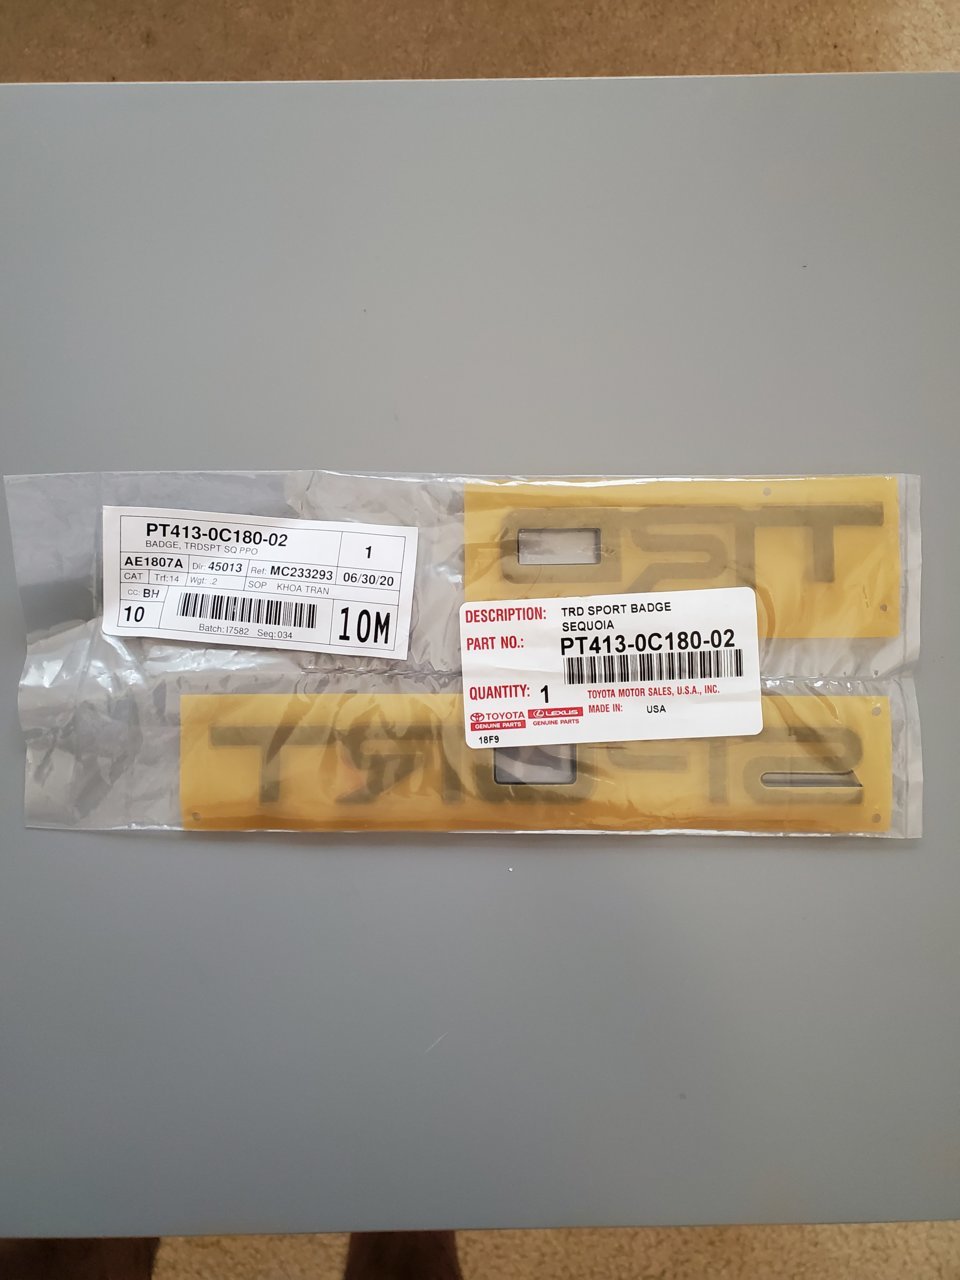 PT413-0C180-02
BADGE, TRDSPT SQ PPO
1
AE1807A
Dir: 45013
Ref: MC233293
06/30/20
CAT
Trf:14
Wgt: .2
SOP KHOA TRAN
CC: BH
10
10M
Batch: I7582 Seq: 034
TRD
DESCRIPTION: TRD SPORT BADGE
SEQUOIA
PART NO.: PT413-0C180-02
QUANTITY: 1
TOYOTA MOTOR SALES, U.S.A., INC.
MADE IN: USA
TOYOTA
GENUINE PARTS
LEXUS
GENUINE PARTS
18F9
SPORT